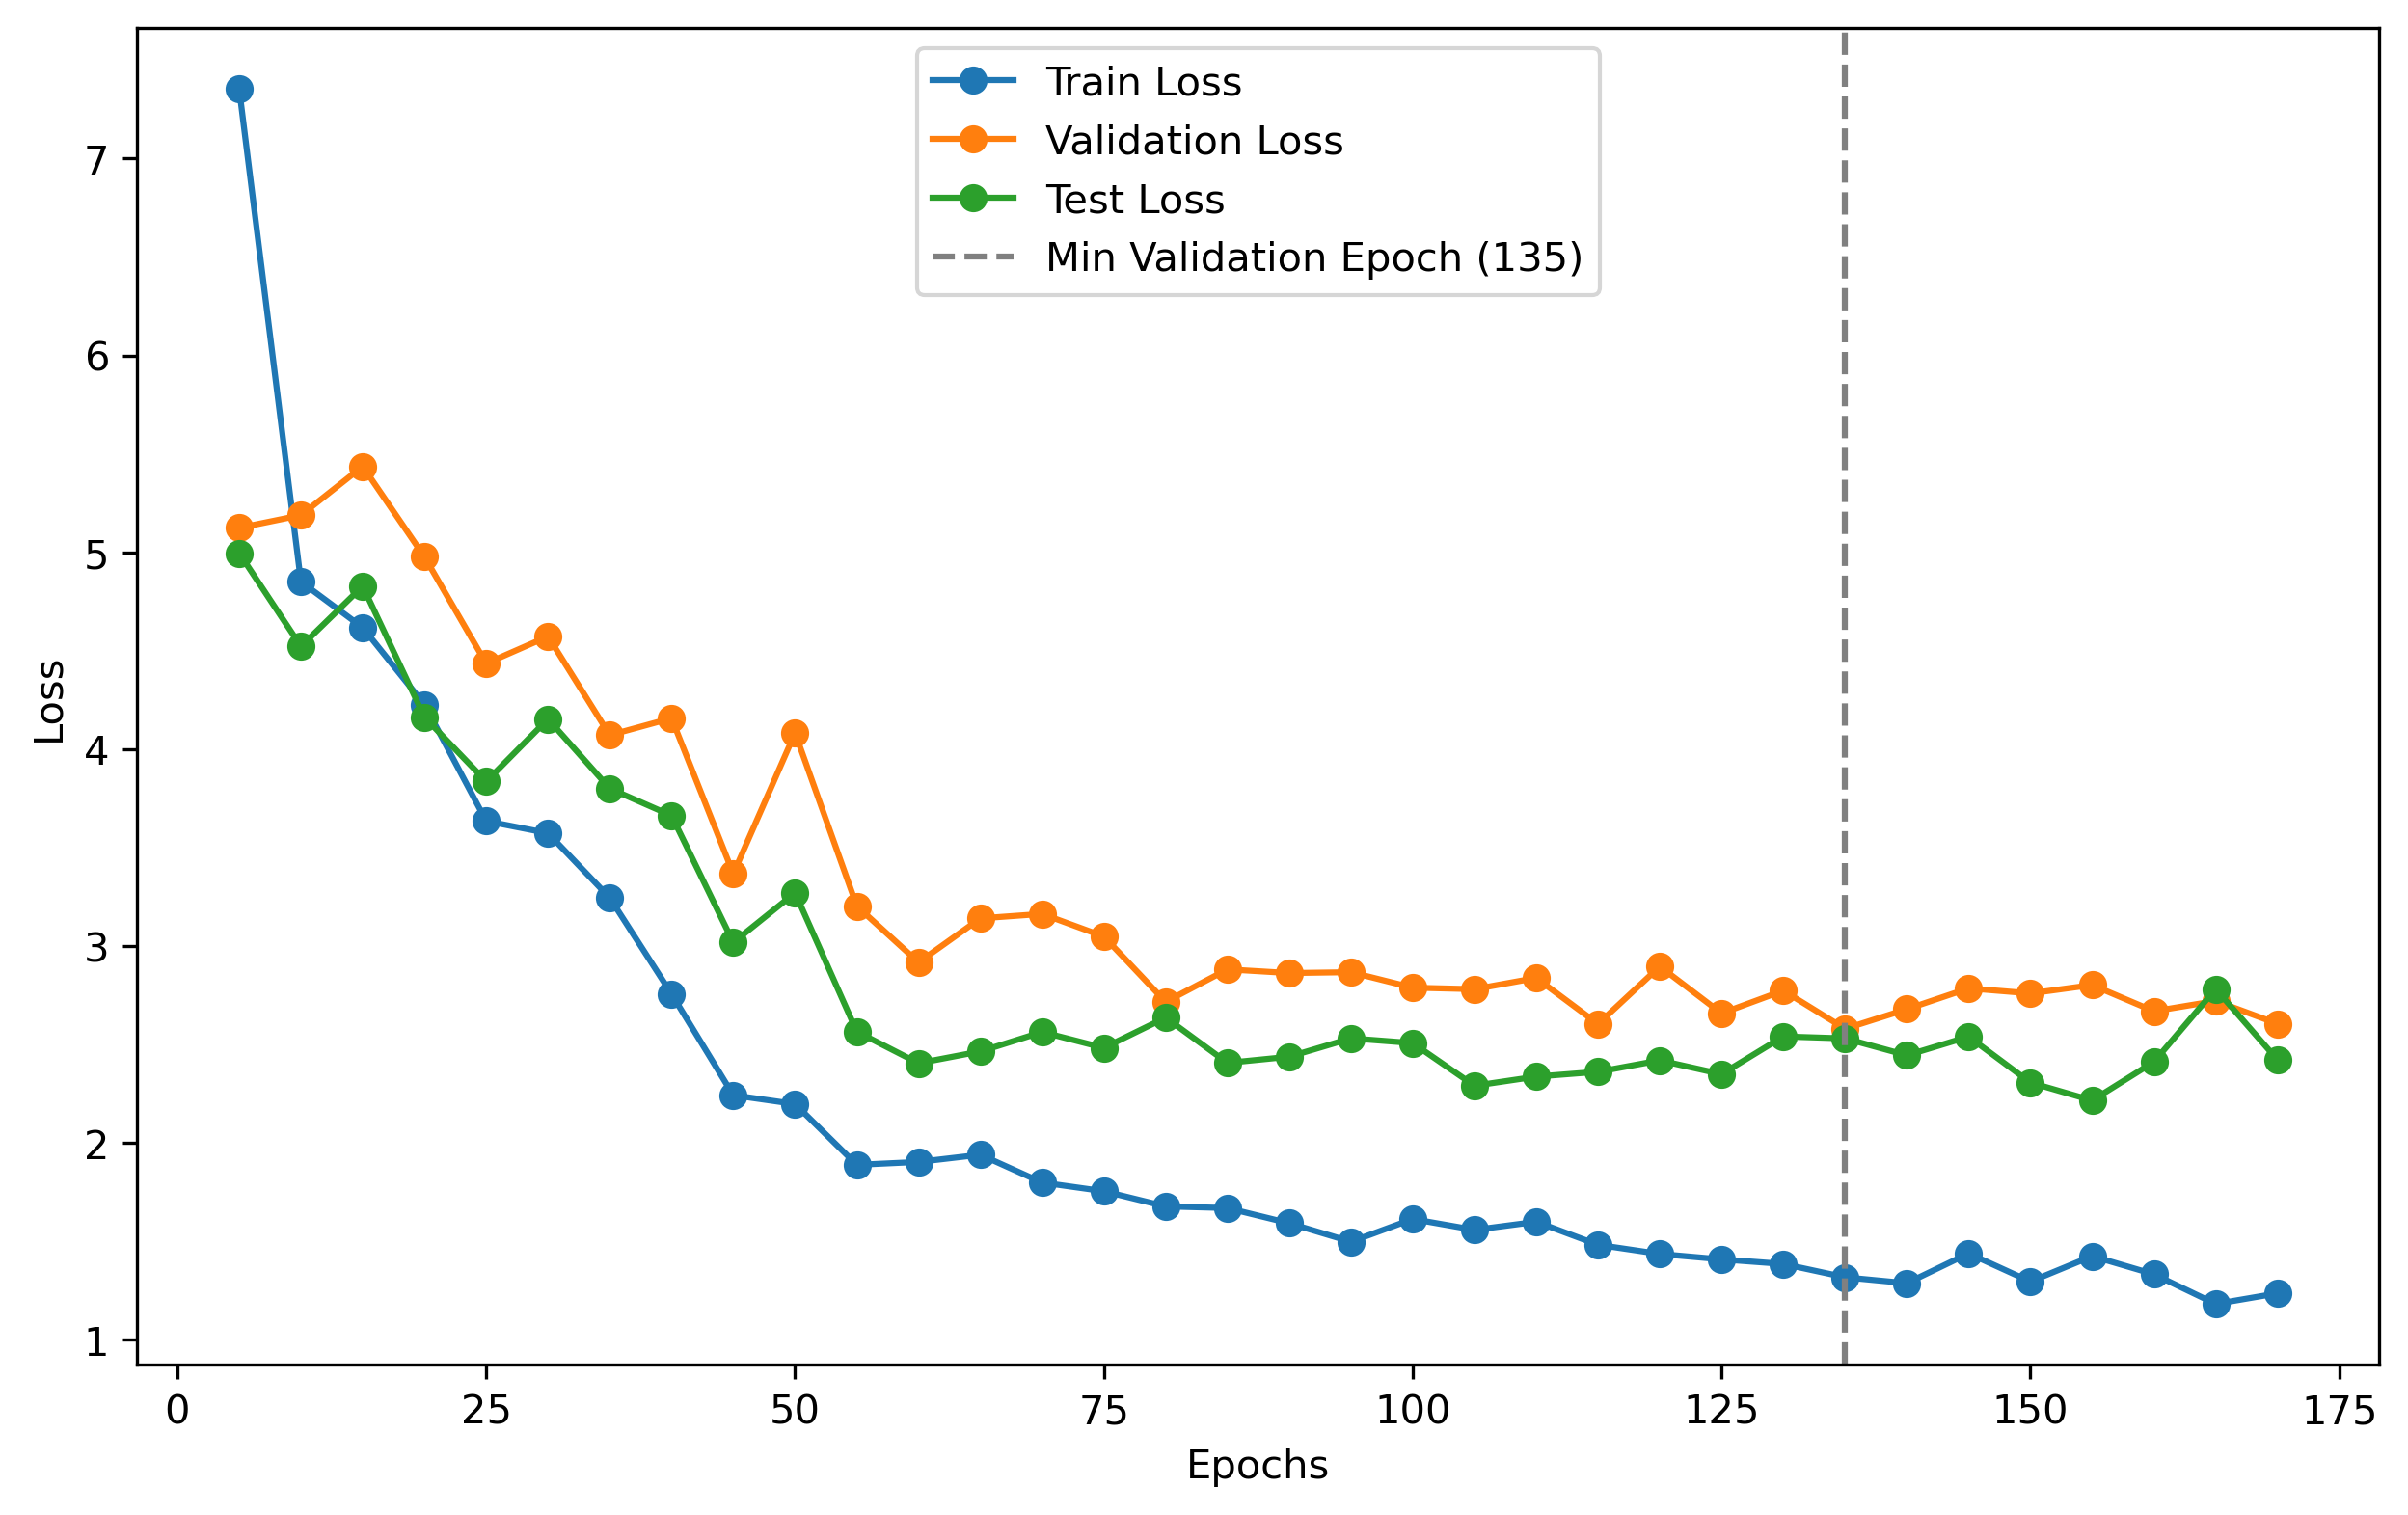 Train Loss
Validation Loss
Test Loss
Min Validation Epoch (135)
7
6
5
4
3
2
1
Loss
0 25 50 75 100 125 150 175
Epochs